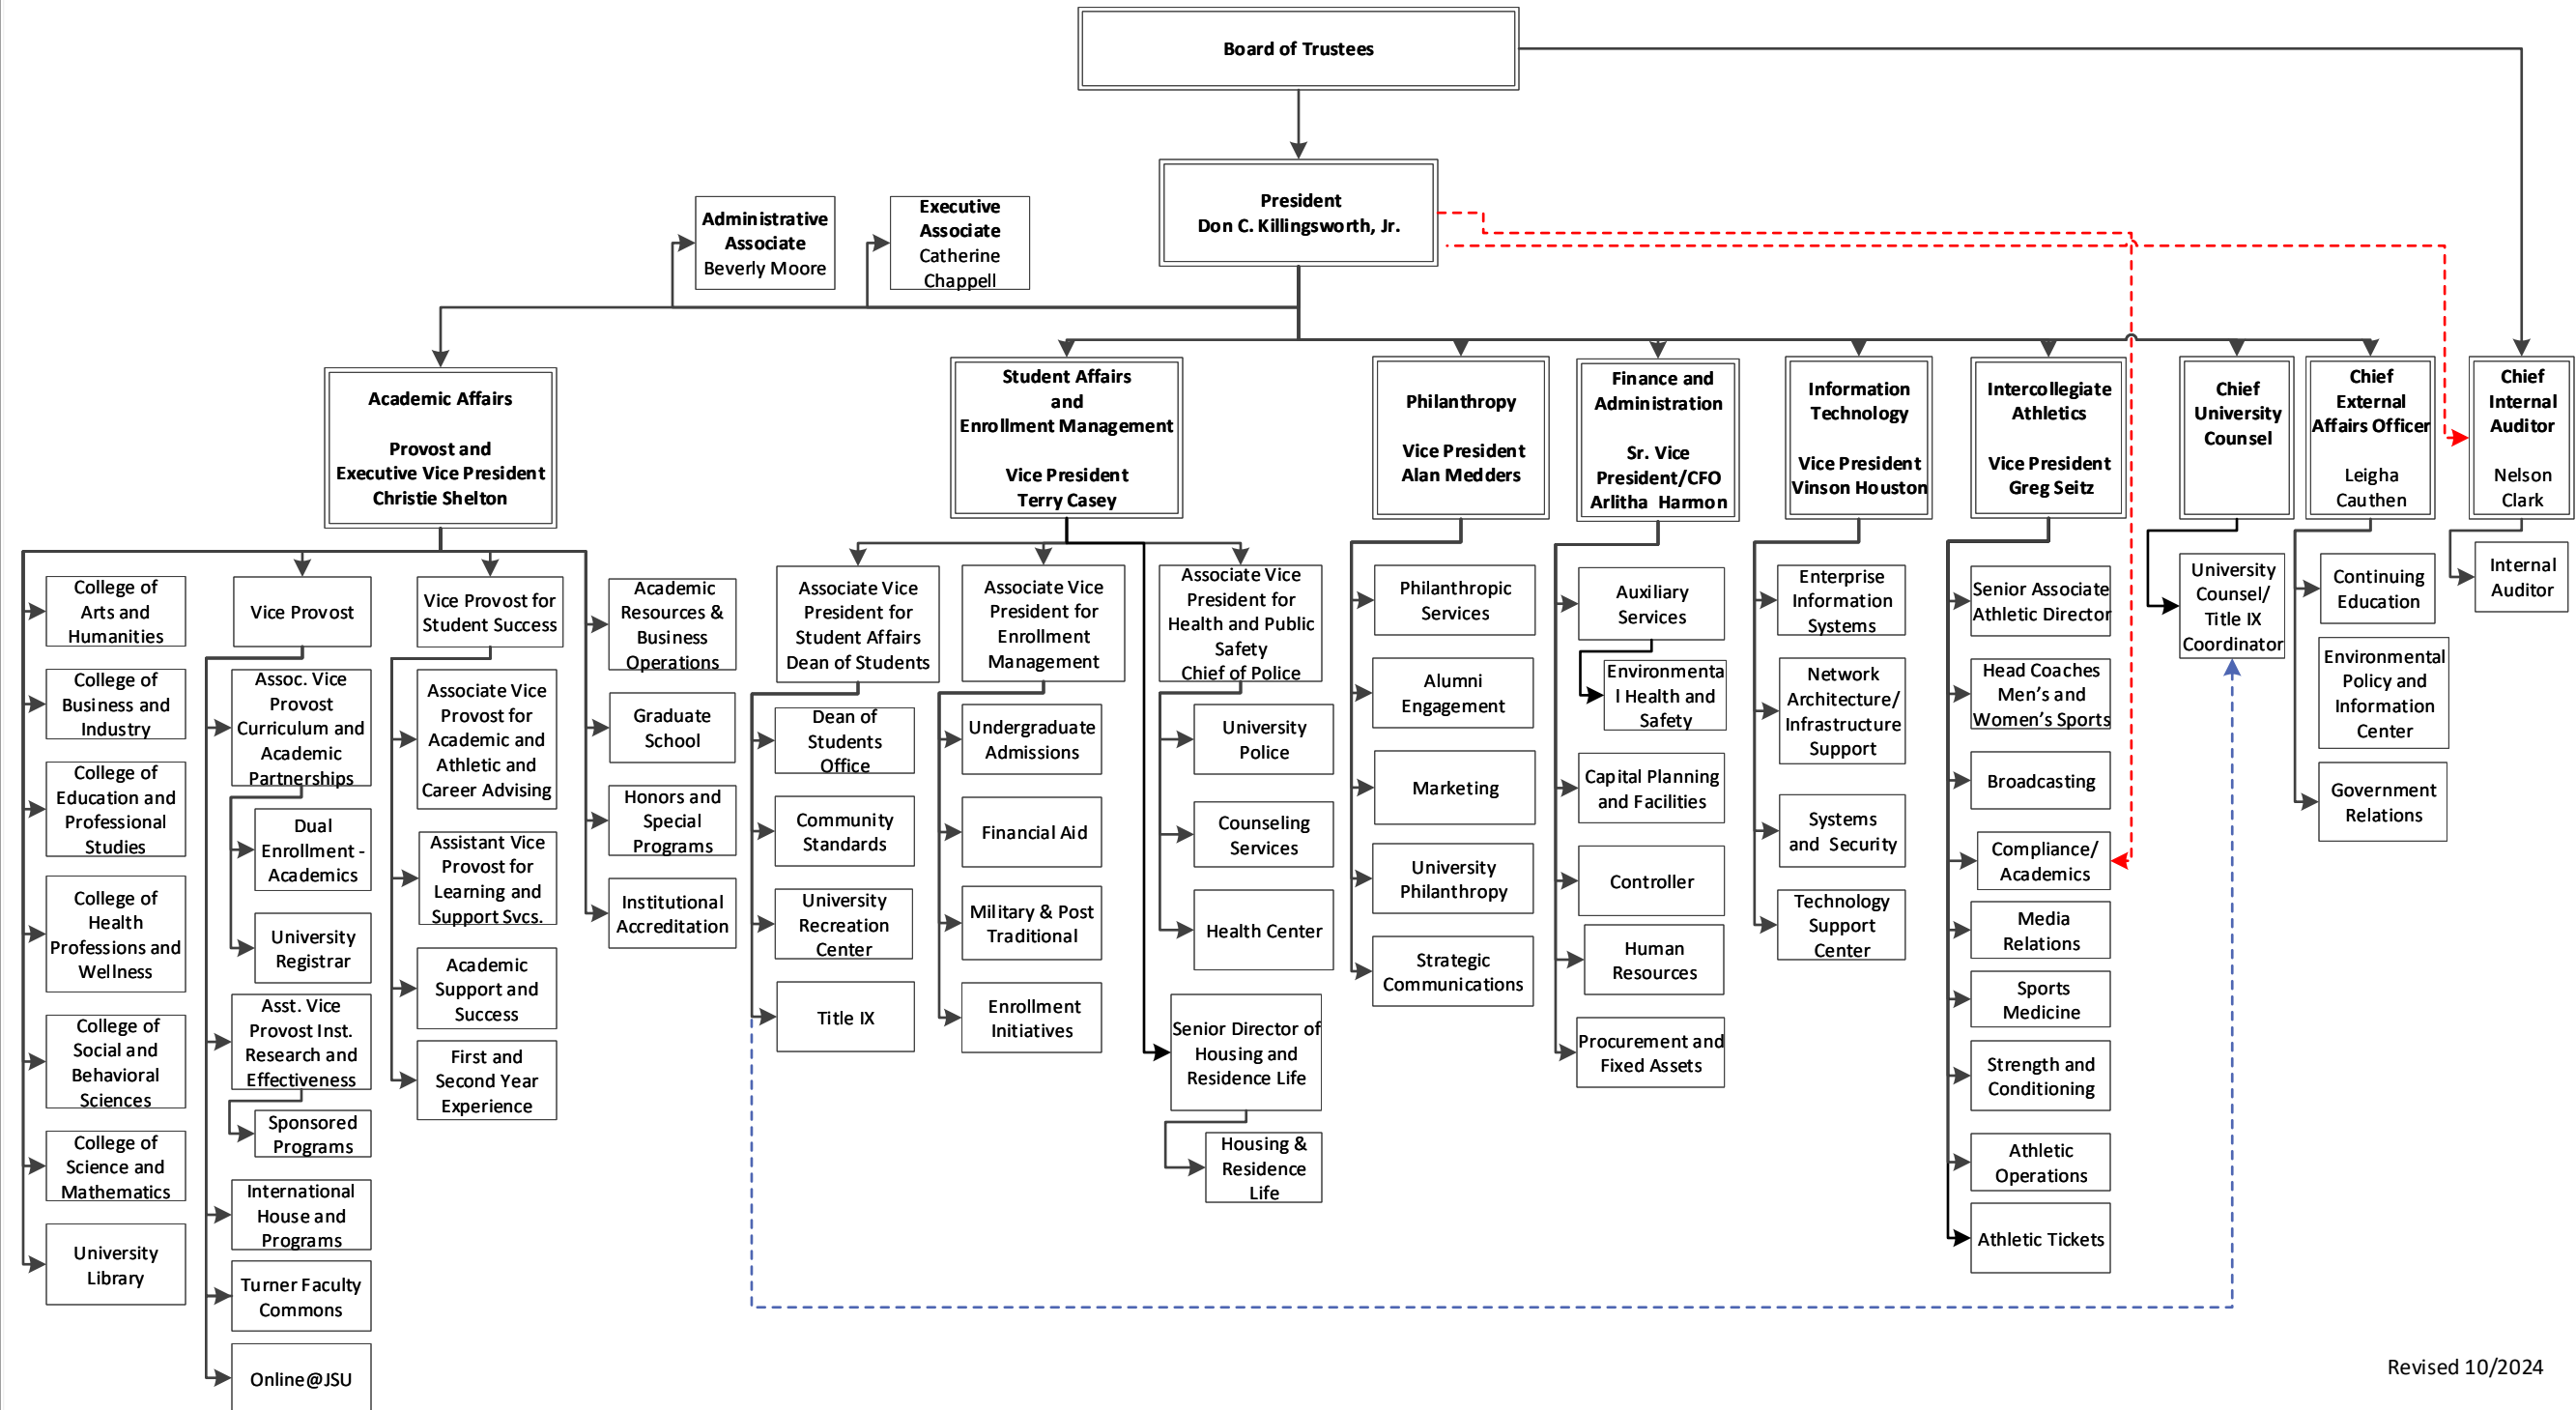 Board of Trustees
President
Don C. Killingsworth, Jr.
Administrative
Associate
Beverly Moore
Executive
Associate
Catherine
Chappell
Academic Affairs
Provost and
Executive Vice President
Christie Shelton
Student Affairs
and
Enrollment Management
Vice President
Terry Casey
Philanthropy
Vice President
Alan Medders
Finance and
Administration
Sr. Vice
President/CFO
Arlitha Harmon
Information
Technology
Vice President
Vinson Houston
Intercollegiate
Athletics
Vice President
Greg Seitz
Chief
University
Counsel
Chief
External
Affairs Officer
Leigha
Cauthen
Chief
Internal
Auditor
Nelson
Clark
College of
Arts and
Humanities
College of
Business and
Industry
College of
Education and
Professional
Studies
College of
Health
Professions and
Wellness
College of
Social and
Behavioral
Sciences
College of
Science and
Mathematics
University
Library
Vice Provost
Assoc. Vice
Provost
Curriculum and
Academic
Partnerships
Dual
Enrollment -
Academics
University
Registrar
Asst. Vice
Provost Inst.
Research and
Effectiveness
Sponsored
Programs
International
House and
Programs
Turner Faculty
Commons
Online@JSU
Vice Provost for
Student Success
Associate Vice
Provost for
Academic and
Athletic and
Career Advising
Assistant Vice
Provost for
Learning and
Support Svcs.
Academic
Support and
Success
First and
Second Year
Experience
Academic
Resources &
Business
Operations
Graduate
School
Honors and
Special
Programs
Institutional
Accreditation
Associate Vice
President for
Student Affairs
Dean of Students
Dean of
Students
Office
Community
Standards
University
Recreation
Center
Title IX
Associate Vice
President for
Enrollment
Management
Undergraduate
Admissions
Financial Aid
Military & Post
Traditional
Enrollment
Initiatives
Associate Vice
President for
Health and Public
Safety
Chief of Police
University
Police
Counseling
Services
Health Center
Senior Director of
Housing and
Residence Life
Housing &
Residence
Life
Philanthropic
Services
Alumni
Engagement
Marketing
University
Philanthropy
Strategic
Communications
Auxiliary
Services
Environmenta
l Health and
Safety
Capital Planning
and Facilities
Controller
Human
Resources
Procurement and
Fixed Assets
Enterprise
Information
Systems
Network
Architecture/
Infrastructure
Support
Systems
and Security
Technology
Support
Center
Senior Associate
Athletic Director
Head Coaches
Men's and
Women's Sports
Broadcasting
Compliance/
Academics
Media
Relations
Sports
Medicine
Strength and
Conditioning
Athletic
Operations
Athletic Tickets
University
Counsel/
Title IX
Coordinator
Continuing
Education
Environmental
Policy and
Information
Center
Government
Relations
Internal
Auditor
Revised 10/2024